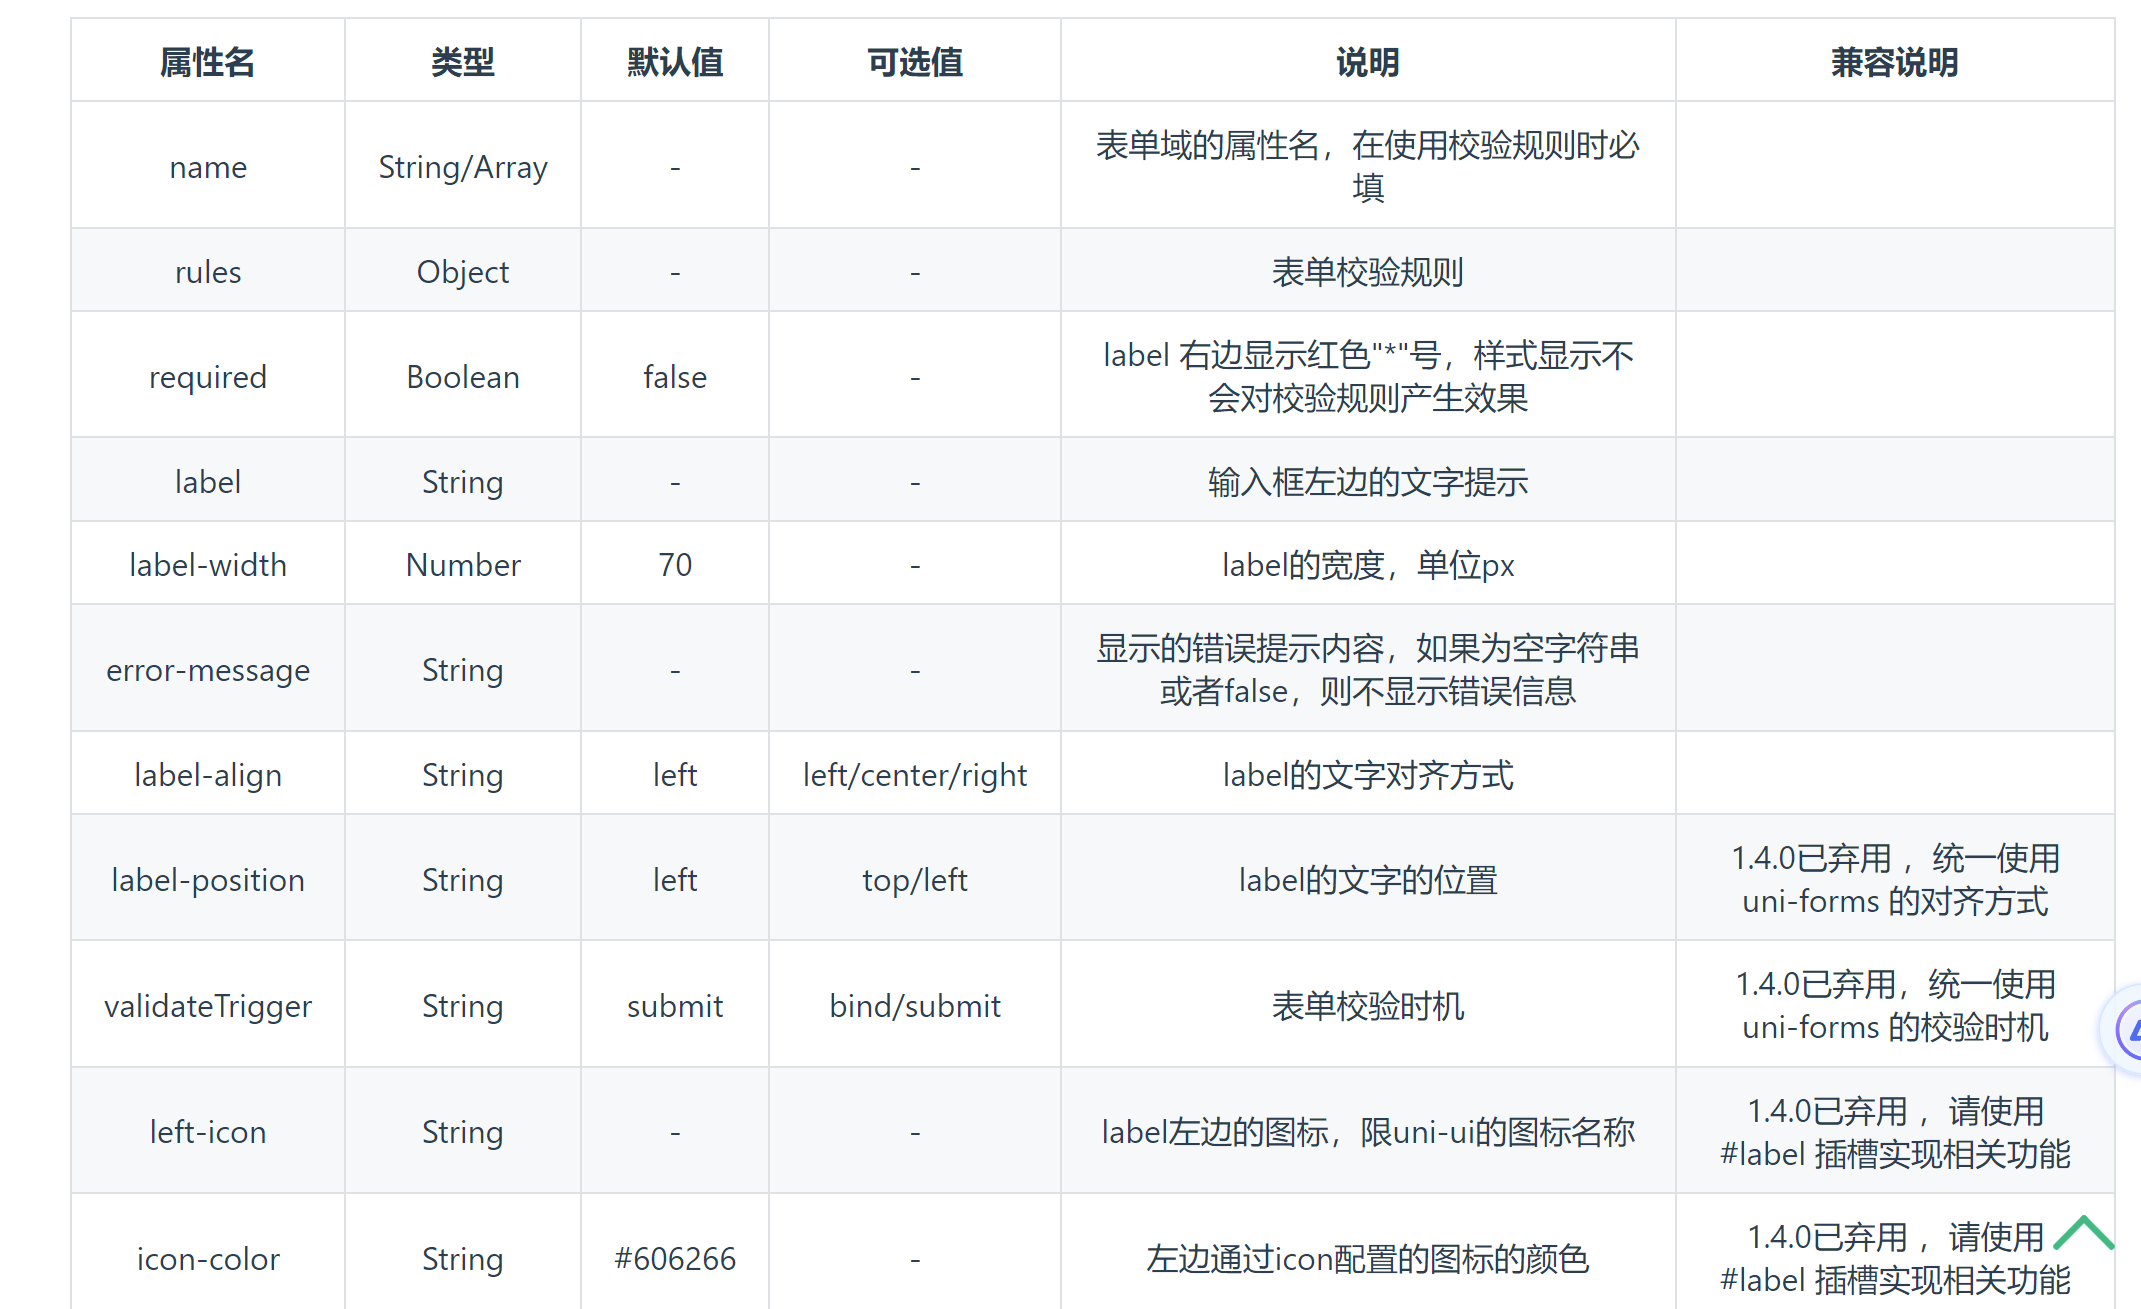 属性名 类型 默认值 可选值 说明 兼容说明
name String/Array - - 表单域的属性名，在使用校验规则时必
填
rules Object - - 表单校验规则
required Boolean false - label 右边显示红色"*"号，样式显示不
会对校验规则产生效果
label String - - 输入框左边的文字提示
label-width Number 70 - label的宽度，单位px
error-message String - - 显示的错误提示内容，如果为空字符串
或者false，则不显示错误信息
label-align String left left/center/right label的文字对齐方式
label-position String left top/left label的文字的位置 1.4.0已弃用 ，统一使用
uni-forms 的对齐方式
validateTrigger String submit bind/submit 表单校验时机 1.4.0已弃用，统一使用
uni-forms 的校验时机
left-icon String - - label左边的图标，限uni-ui的图标名称 1.4.0已弃用 ，请使用
#label 插槽实现相关功能
icon-color String #606266 - 左边通过icon配置的图标的颜色 1.4.0已弃用 ，请使用
#label 插槽实现相关功能